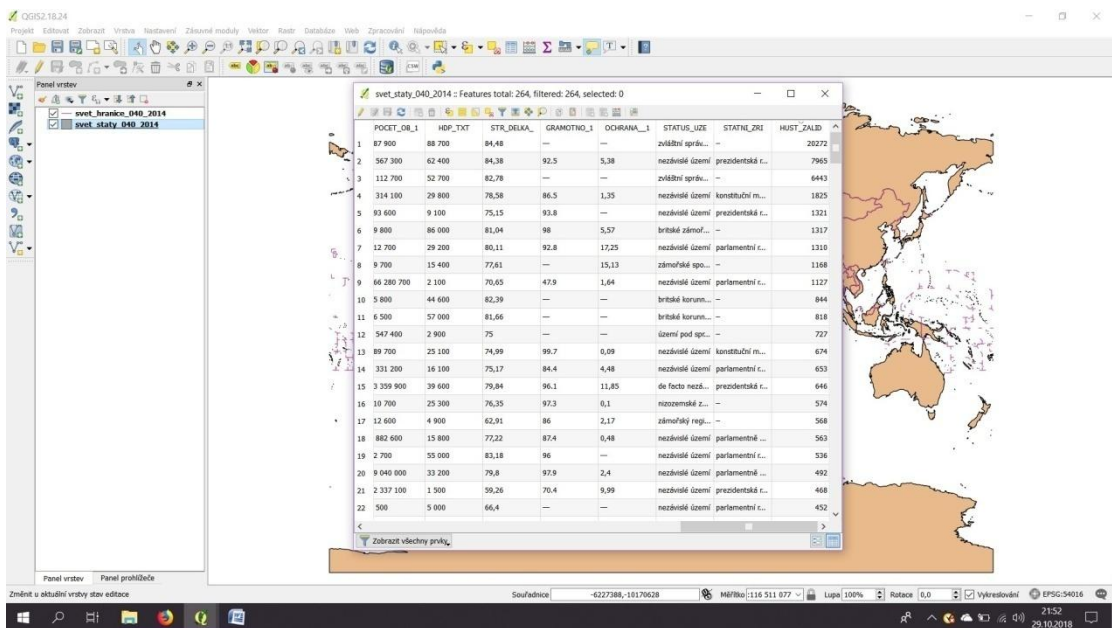 QGIS2.18.24
Projekt Editovat Zobrazit Vrstva Nastavení Zásuvné moduly Vektor Rastr Databáze Web Zpracování Nápověda
Panel vrstev
svet_hranice_040_2014
svet_staty_040_2014
svet_staty_040_2014 :: Features total: 264, filtered: 264, selected: 0
POCET_OB_1 HDP_TXT STR_DELKA_ GRAMOTNO_1 OCHRANA__1 STATUS_UZE STATNI_ZRI HUST_ZALID
1 87 900 88 700 84,48 — — zvláštní správ... – 20272
2 567 300 62 400 84,38 92.5 5,38 nezávislé území prezidentská r... 7965
3 112 700 52 700 82,78 — — zvláštní správ... – 6443
4 314 100 29 800 78,58 86.5 1,35 nezávislé území konstituční m... 1825
5 93 600 9 100 75,15 93.8 — nezávislé území prezidentská r... 1321
6 9 800 86 000 81,04 98 5,57 britské zámoř... – 1317
7 12 700 29 200 80,11 92.8 17,25 nezávislé území parlamentní r... 1310
8 9 700 15 400 77,61 — 15,13 zámořské spo... – 1168
9 66 280 700 2 100 70,65 47.9 1,64 nezávislé území parlamentní r... 1127
10 5 800 44 600 82,39 — — britské korunn... – 844
11 6 500 57 000 81,66 — — britské korunn... – 818
12 547 400 2 900 75 — — území pod spr... – 727
13 89 700 25 100 74,99 99.7 0,09 nezávislé území konstituční m... 674
14 331 200 16 100 75,17 84.4 4,48 nezávislé území parlamentní r... 653
15 3 359 900 39 600 79,84 96.1 11,85 de facto nezá... prezidentská r... 646
16 10 700 25 300 76,35 97.3 0,1 nizozemské z... – 574
17 12 600 4 900 62,91 86 2,17 zámořský regi... – 568
18 882 600 15 800 77,22 87.4 0,48 nezávislé území parlamentně ... 563
19 2 700 55 000 83,18 96 — nezávislé území parlamentní r... 536
20 9 040 000 33 200 79,8 97.9 2,4 nezávislé území parlamentně ... 492
21 2 337 100 1 500 59,26 70.4 9,99 nezávislé území prezidentská r... 468
22 500 5 000 66,4 — — nezávislé území parlamentní r... 452
Zobrazit všechny prvky
Panel vrstev Panel prohlížeče
Změnit u aktuální vrstvy stav editace Souřadnice -6227388,-10170628 Měřítko :116 511 077 Lupa 100% Rotace 0,0 Vykreslování EPSG:54016
21:52
29.10.2018